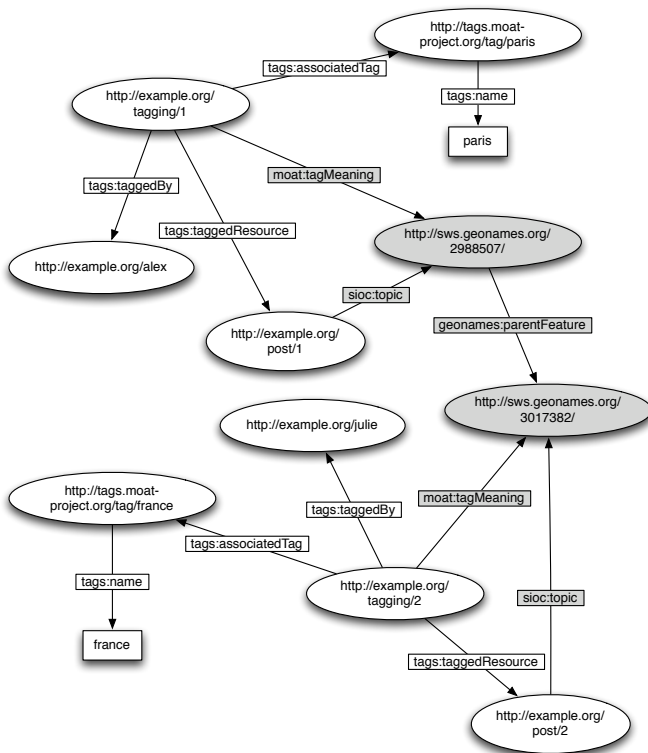 http://tags.moat-
project.org/tag/paris
tags:associatedTag
http://example.org/
tagging/1
tags:name
paris
moat:tagMeaning
tags:taggedBy
tags:taggedResource
http://sws.geonames.org/
2988507/
http://example.org/alex
sioc:topic
geonames:parentFeature
http://example.org/
post/1
http://sws.geonames.org/
3017382/
http://example.org/julie
http://tags.moat-
project.org/tag/france
moat:tagMeaning
tags:taggedBy
tags:associatedTag
tags:name
http://example.org/
tagging/2
sioc:topic
france
tags:taggedResource
http://example.org/
post/2